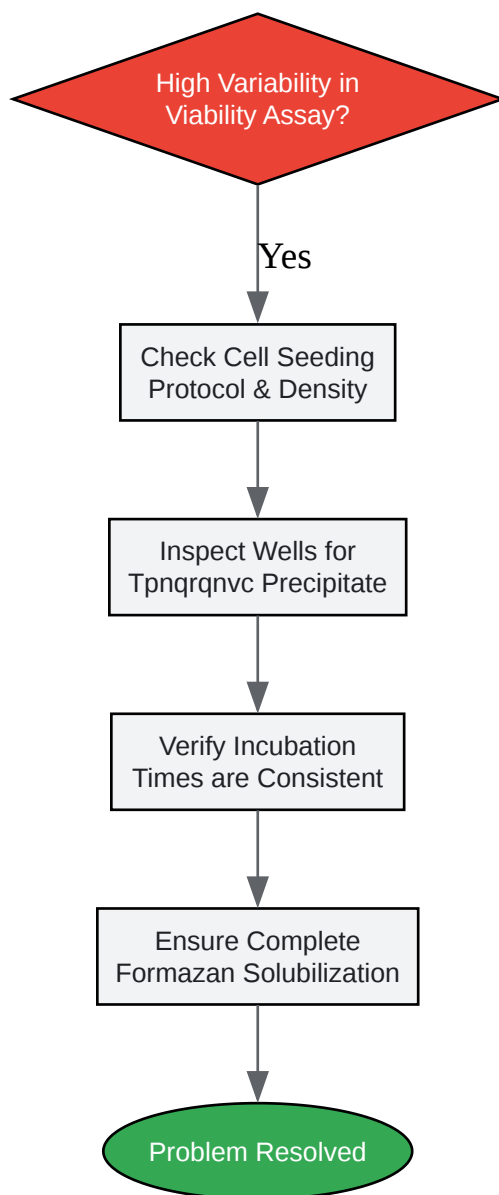 High Variability in
Viability Assay?
Yes
Check Cell Seeding
Protocol & Density
Inspect Wells for
Tpnqrqnvc Precipitate
Verify Incubation
Times are Consistent
Ensure Complete
Formazan Solubilization
Problem Resolved